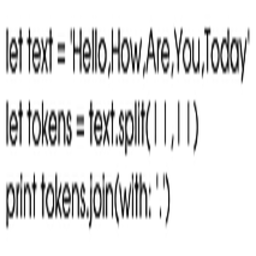 let text = 'Hello,How,Are,You,Today'
let tokens = text.split(||,||)
print tokens.join(with: '.')